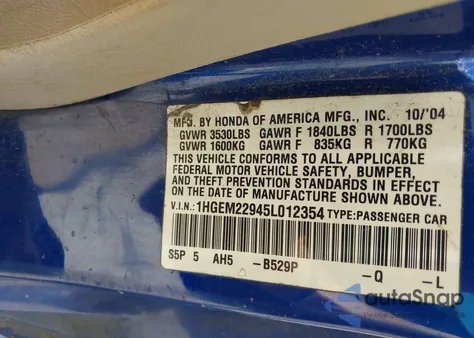 MFD. BY HONDA OF AMERICA MFG., INC. 10/'04
GVWR 3530LBS GAWR F 1840LBS R 1700LBS
GVWR 1600KG GAWR F 835KG R 770KG
THIS VEHICLE CONFORMS TO ALL APPLICABLE
FEDERAL MOTOR VEHICLE SAFETY, BUMPER,
AND THEFT PREVENTION STANDARDS IN EFFECT
ON THE DATE OF MANUFACTURE SHOWN ABOVE.
V.I.N.: 1HGEM22945L012354 TYPE: PASSENGER CAR
S5P 5 AH5 -B529P -Q -L
autoSnap